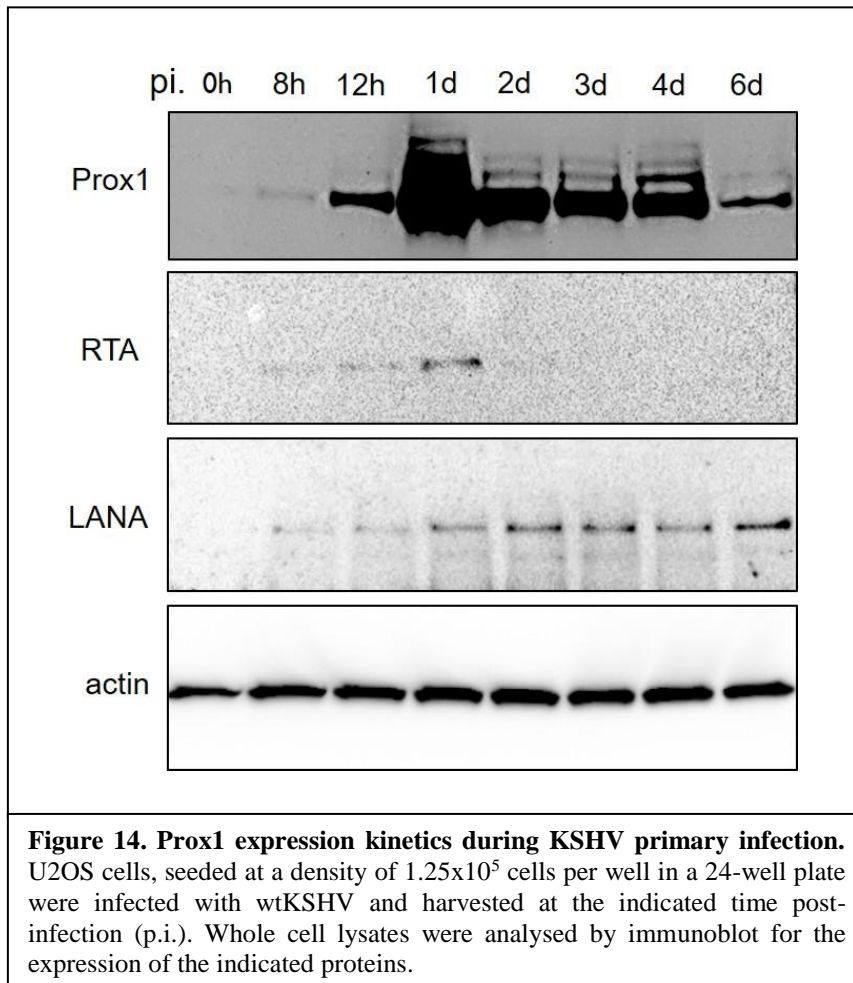 pi. 0h 8h 12h 1d 2d 3d 4d 6d
Prox1
RTA
LANA
actin
Figure 14. Prox1 expression kinetics during KSHV primary infection.
U2OS cells, seeded at a density of 1.25x10⁵ cells per well in a 24-well plate
were infected with wtKSHV and harvested at the indicated time post-
infection (p.i.). Whole cell lysates were analysed by immunoblot for the
expression of the indicated proteins.